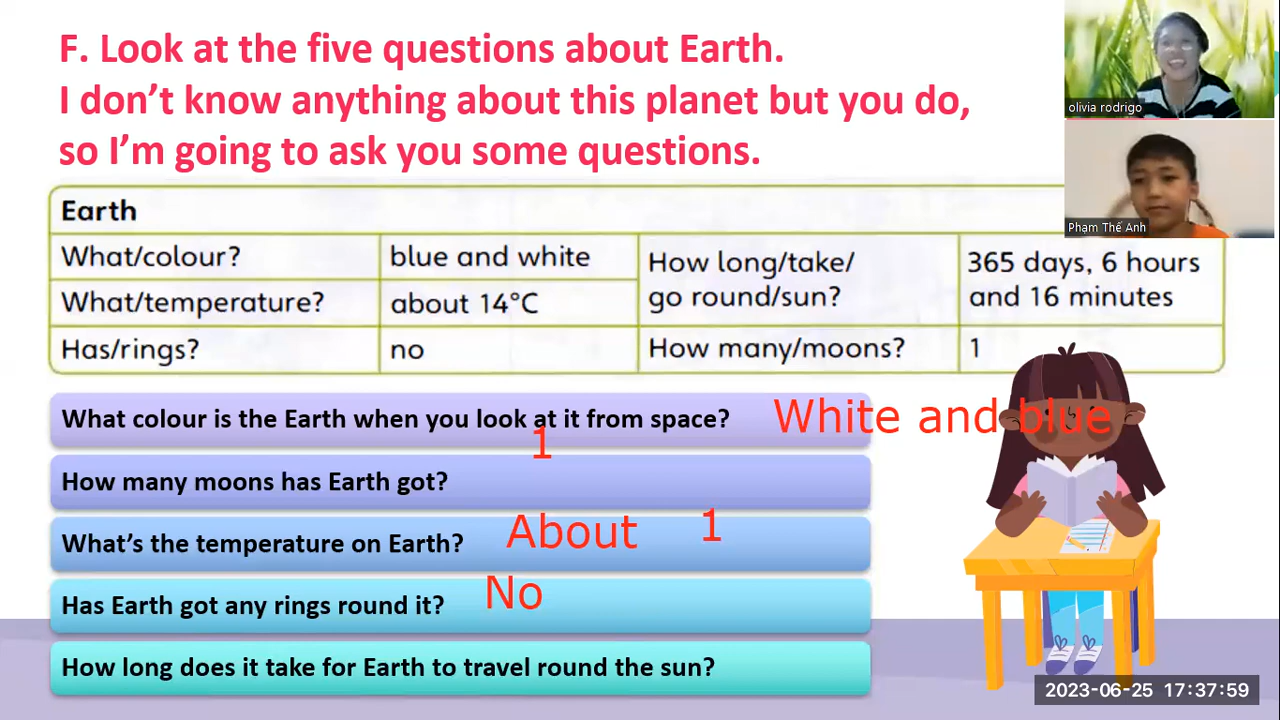 F. Look at the five questions about Earth.
I don't know anything about this planet but you do,
so I'm going to ask you some questions.
olivia rodrigo
Phạm Thế Anh
Earth
What/colour?
blue and white
How long/take/
go round/sun?
365 days, 6 hours
and 16 minutes
What/temperature?
about 14°C
Has/rings?
no
How many/moons?
1
What colour is the Earth when you look at it from space?
White and blue
1
How many moons has Earth got?
What's the temperature on Earth?
About 1
Has Earth got any rings round it?
No
How long does it take for Earth to travel round the sun?
2023-06-25 17:37:59